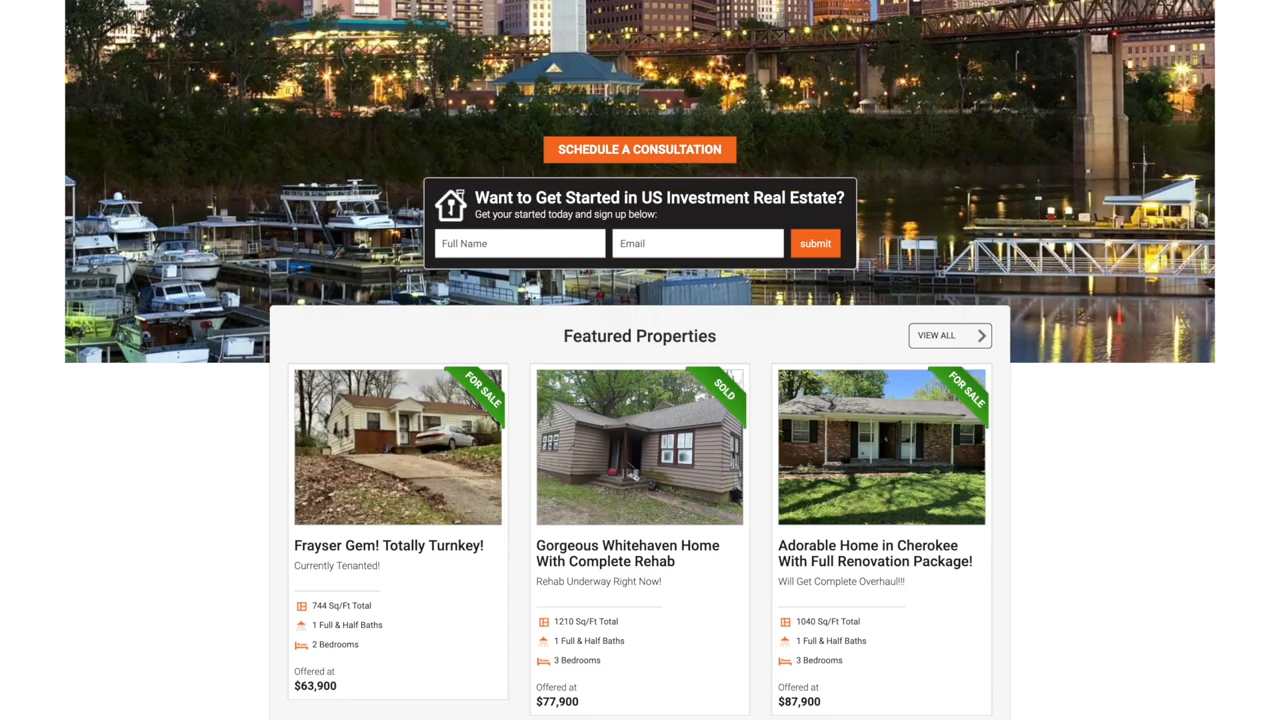 SCHEDULE A CONSULTATION
Want to Get Started in US Investment Real Estate?
Get your started today and sign up below:
Full Name
Email
submit
Featured Properties
VIEW ALL
FOR SALE
Frayser Gem! Totally Turnkey!
Currently Tenanted!
744 Sq/Ft Total
1 Full & Half Baths
2 Bedrooms
Offered at
$63,900
SOLD
Gorgeous Whitehaven Home
With Complete Rehab
Rehab Underway Right Now!
1210 Sq/Ft Total
1 Full & Half Baths
3 Bedrooms
Offered at
$77,900
FOR SALE
Adorable Home in Cherokee
With Full Renovation Package!
Will Get Complete Overhaul!!!
1040 Sq/Ft Total
1 Full & Half Baths
3 Bedrooms
Offered at
$87,900